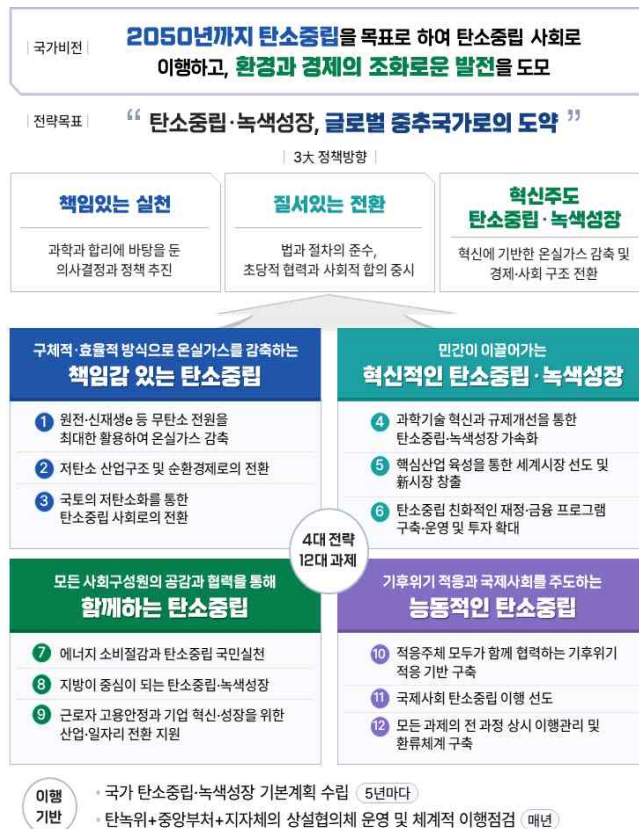 국가비전
2050년까지 탄소중립을 목표로 하여 탄소중립 사회로
이행하고, 환경과 경제의 조화로운 발전을 도모
전략목표
“ 탄소중립·녹색성장, 글로벌 중추국가로의 도약 ”
3大 정책방향
책임있는 실천
과학과 합리에 바탕을 둔
의사결정과 정책 추진
질서있는 전환
법과 절차의 준수,
초당적 협력과 사회적 합의 중시
혁신주도
탄소중립·녹색성장
혁신에 기반한 온실가스 감축 및
경제·사회 구조 전환
구체적·효율적 방식으로 온실가스를 감축하는
책임감 있는 탄소중립
1 원전·신재생e 등 무탄소 전원을
최대한 활용하여 온실가스 감축
2 저탄소 산업구조 및 순환경제로의 전환
3 국토의 저탄소화를 통한
탄소중립 사회로의 전환
민간이 이끌어가는
혁신적인 탄소중립·녹색성장
4 과학기술 혁신과 규제개선을 통한
탄소중립·녹색성장 가속화
5 핵심산업 육성을 통한 세계시장 선도 및
新시장 창출
6 탄소중립 친화적인 재정·금융 프로그램
구축·운영 및 투자 확대
4대 전략
12대 과제
모든 사회구성원의 공감과 협력을 통해
함께하는 탄소중립
7 에너지 소비절감과 탄소중립 국민실천
8 지방이 중심이 되는 탄소중립·녹색성장
9 근로자 고용안정과 기업 혁신·성장을 위한
산업·일자리 전환 지원
기후위기 적응과 국제사회를 주도하는
능동적인 탄소중립
10 적응주체 모두가 함께 협력하는 기후위기
적응 기반 구축
11 국제사회 탄소중립 이행 선도
12 모든 과제의 전 과정 상시 이행관리 및
환류체계 구축
이행
기반
· 국가 탄소중립·녹색성장 기본계획 수립 5년마다
· 탄녹위+중앙부처+지자체의 상설협의체 운영 및 체계적 이행점검 매년